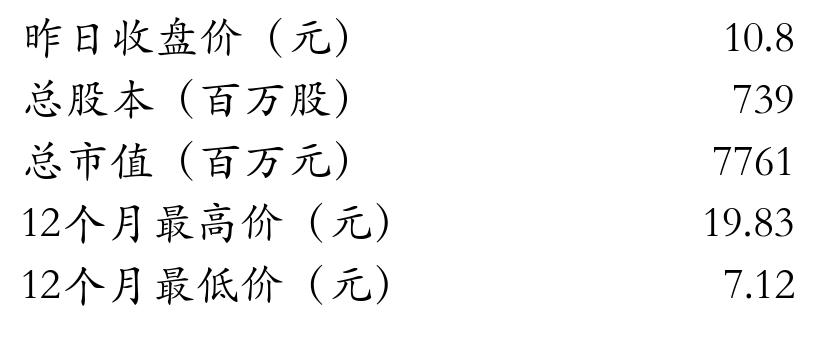 昨日收盘价（元） 10.8
总股本（百万股） 739
总市值（百万元） 7761
12个月最高价（元） 19.83
12个月最低价（元） 7.12